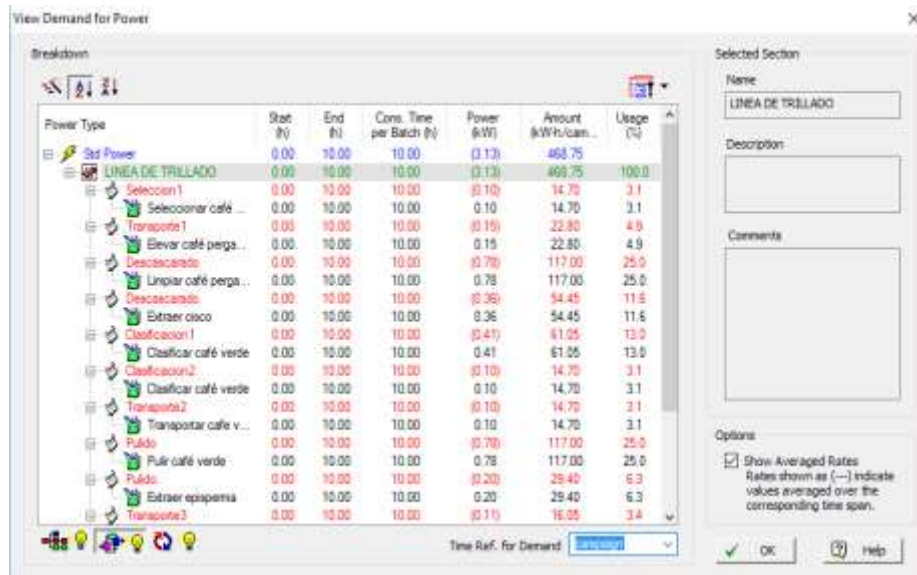 View Demand for Power
Breakdown
Power Type Start (h) End (h) Cons. Time per Batch (h) Power (kW) Amount (kW-h/cam... Usage (%)
Std Power 0.00 10.00 10.00 (3.13) 468.75
LINEA DE TRILLADO 0.00 10.00 10.00 (3.13) 468.75 100.0
Seleccion1 0.00 10.00 10.00 (0.10) 14.70 3.1
Seleccionar café ... 0.00 10.00 10.00 0.10 14.70 3.1
Transporte1 0.00 10.00 10.00 (0.15) 22.80 4.9
Elevar café perga... 0.00 10.00 10.00 0.15 22.80 4.9
Descascarado 0.00 10.00 10.00 (0.78) 117.00 25.0
Limpiar café perga... 0.00 10.00 10.00 0.78 117.00 25.0
Descascarado. 0.00 10.00 10.00 (0.36) 54.45 11.6
Extraer cisco 0.00 10.00 10.00 0.36 54.45 11.6
Clasificacion1 0.00 10.00 10.00 (0.41) 61.05 13.0
Clasificar café verde 0.00 10.00 10.00 0.41 61.05 13.0
Clasificacion2 0.00 10.00 10.00 (0.10) 14.70 3.1
Clasificar café verde 0.00 10.00 10.00 0.10 14.70 3.1
Transporte2 0.00 10.00 10.00 (0.10) 14.70 3.1
Transportar cafe v... 0.00 10.00 10.00 0.10 14.70 3.1
Pulido 0.00 10.00 10.00 (0.78) 117.00 25.0
Pulir café verde 0.00 10.00 10.00 0.78 117.00 25.0
Pulido. 0.00 10.00 10.00 (0.20) 29.40 6.3
Extraer 0.00 10.00 10.00 0.20 29.40 6.3
Transporte3 0.00 10.00 10.00 (0.11) 16.05 3.4
Time Ref. for Demand campaign
Selected Section
Name
LINEA DE TRILLADO
Description
Comments
Options
Show Averaged Rates
Rates shown as (---) indicate
values averaged over the
corresponding time span.
OK Help